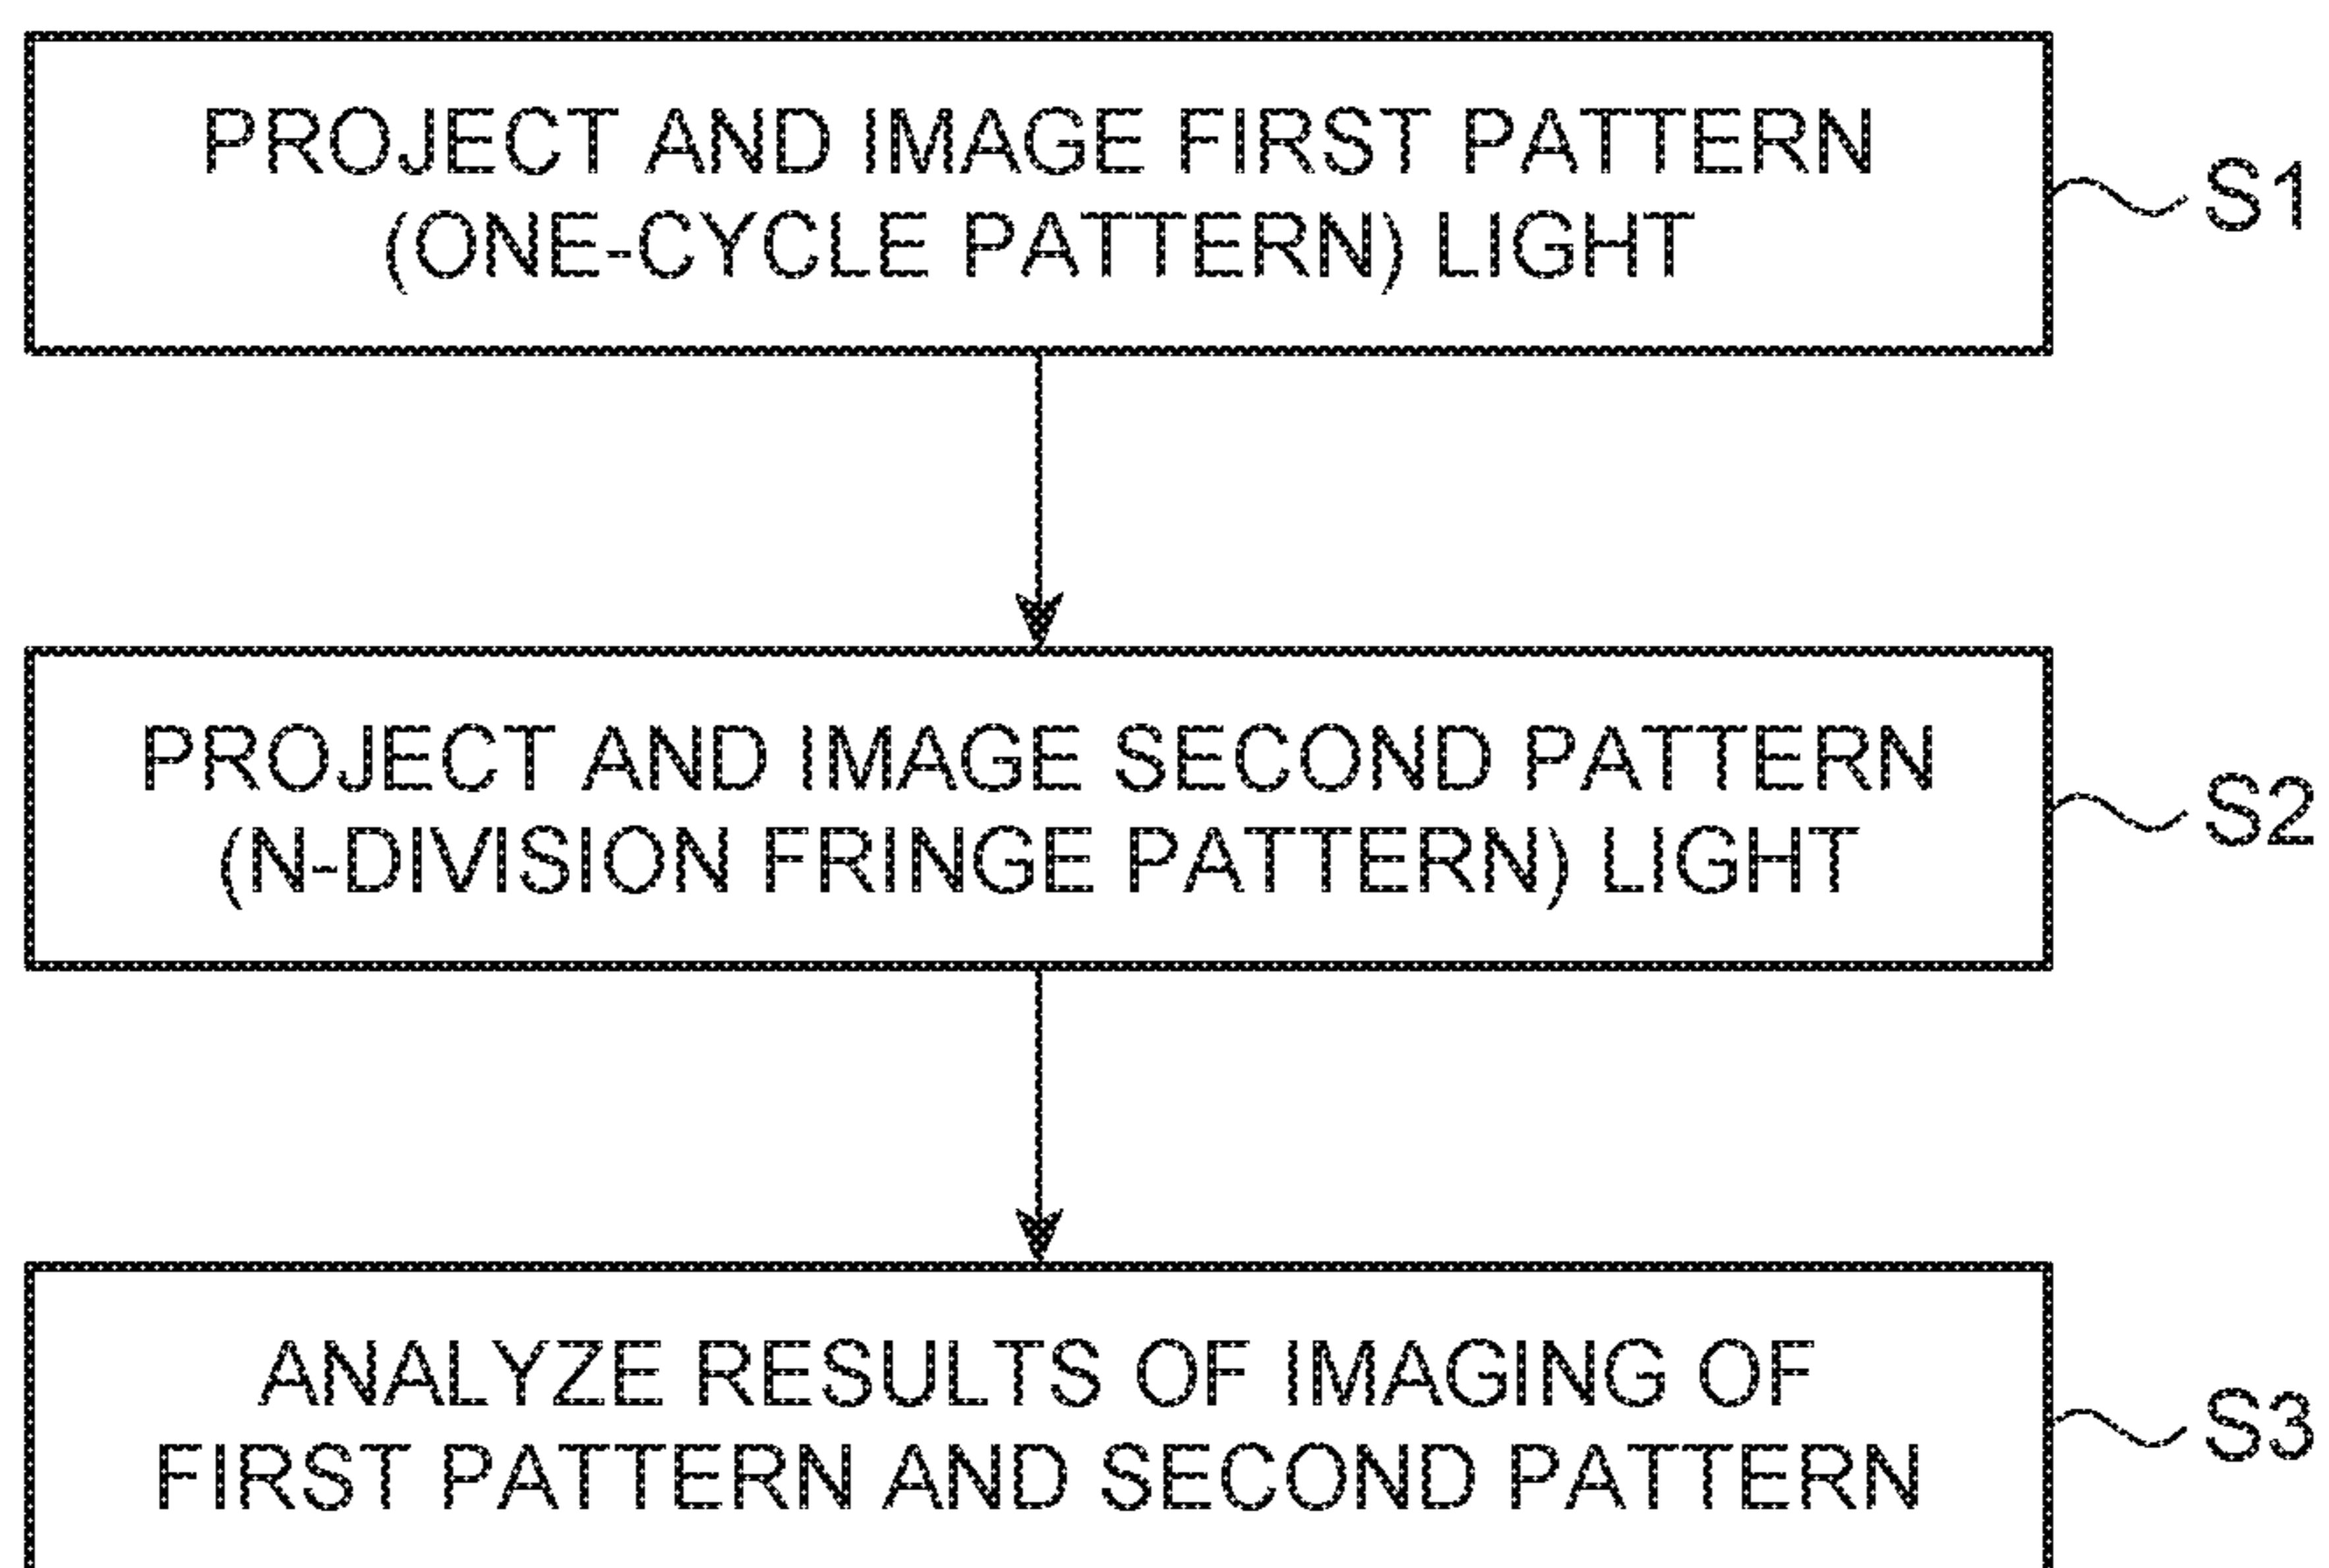 PROJECT AND IMAGE FIRST PATTERN
(ONE-CYCLE PATTERN) LIGHT
S1
PROJECT AND IMAGE SECOND PATTERN
(N-DIVISION FRINGE PATTERN) LIGHT
S2
ANALYZE RESULTS OF IMAGING OF
FIRST PATTERN AND SECOND PATTERN
S3